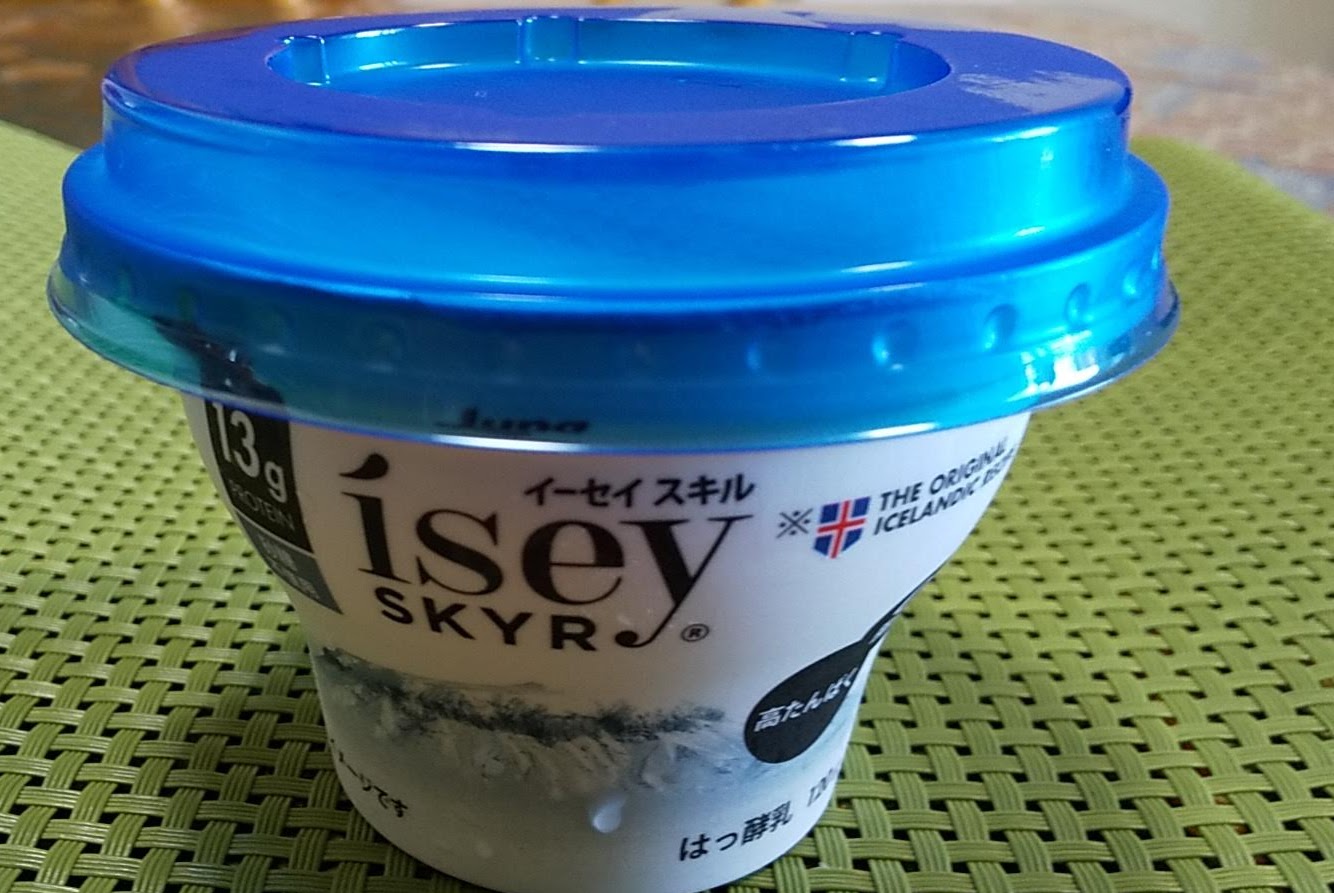 13g
PROTEIN
イーセイ スキル
ísey
SKYR®
※
THE ORIGINAL
ICELANDIC
高たんぱく
はっ酵乳